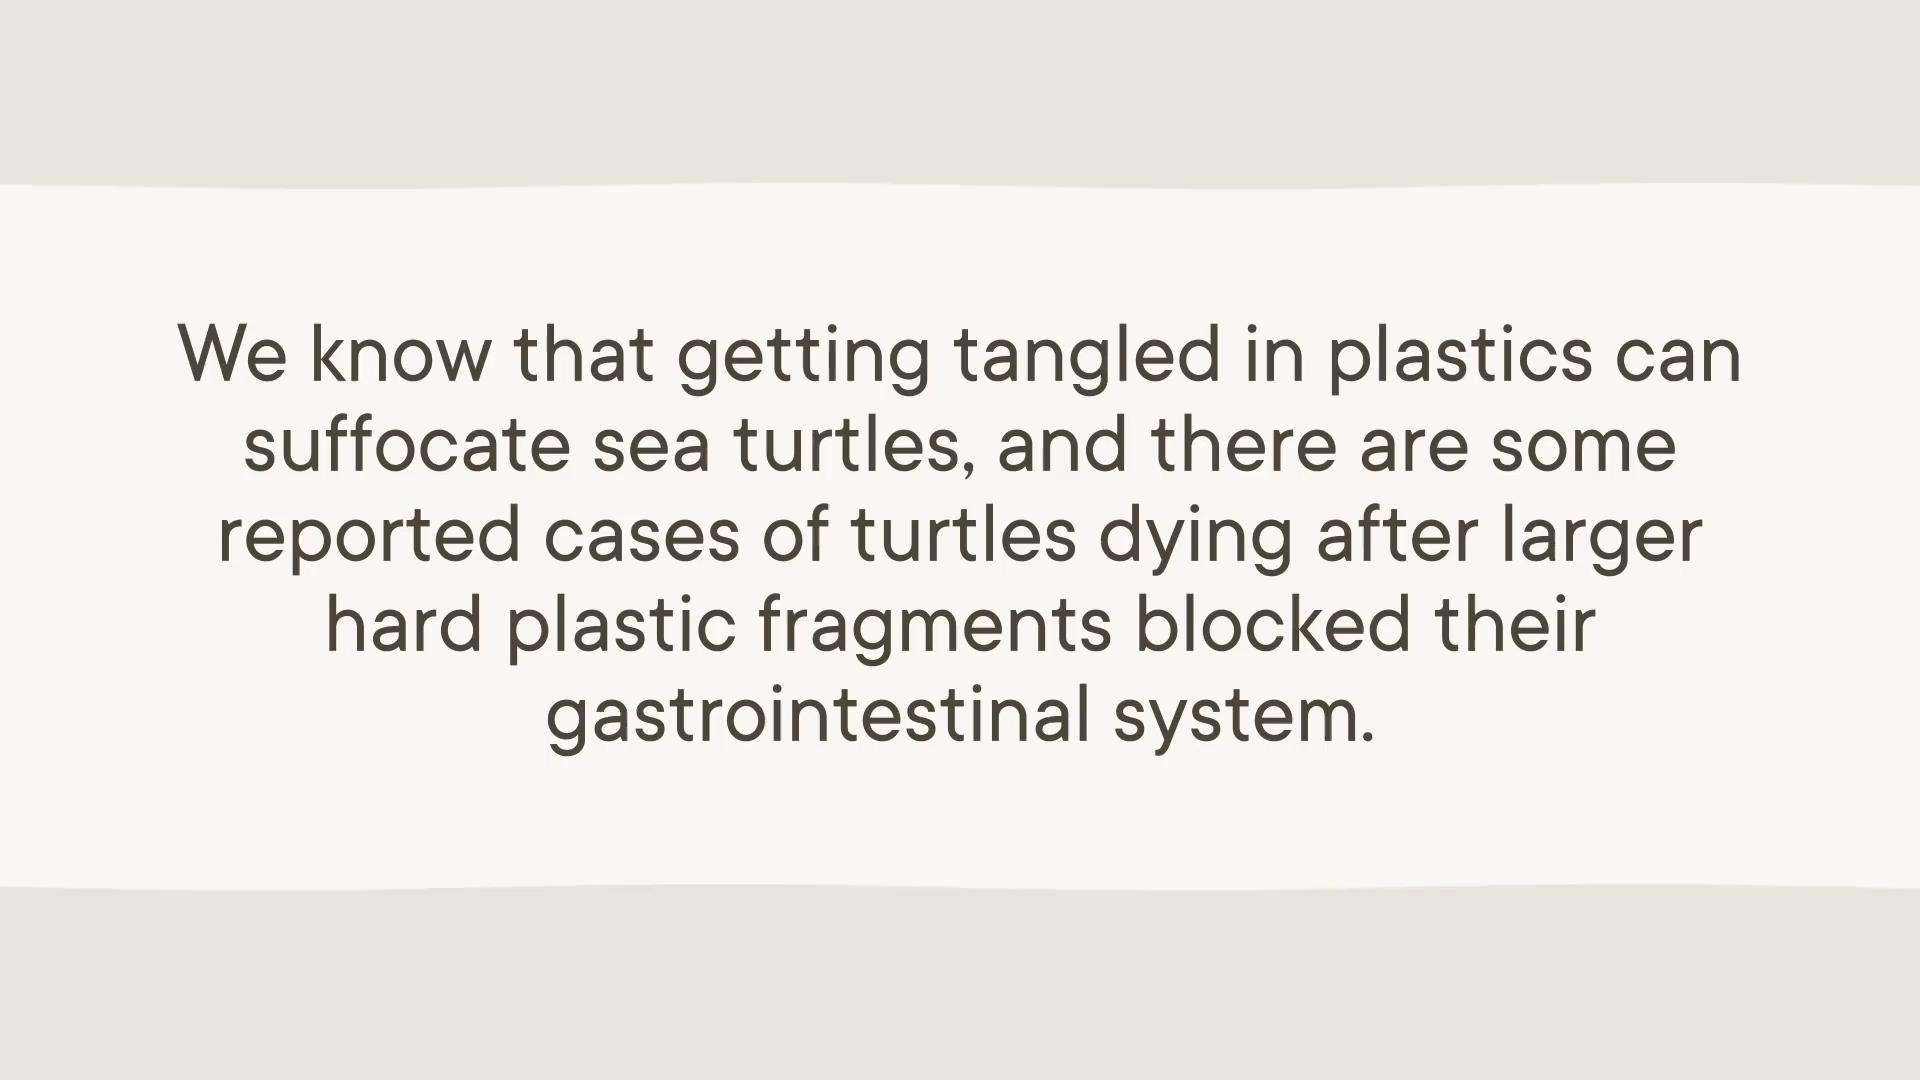 We know that getting tangled in plastics can
suffocate sea turtles, and there are some
reported cases of turtles dying after larger
hard plastic fragments blocked their
gastrointestinal system.